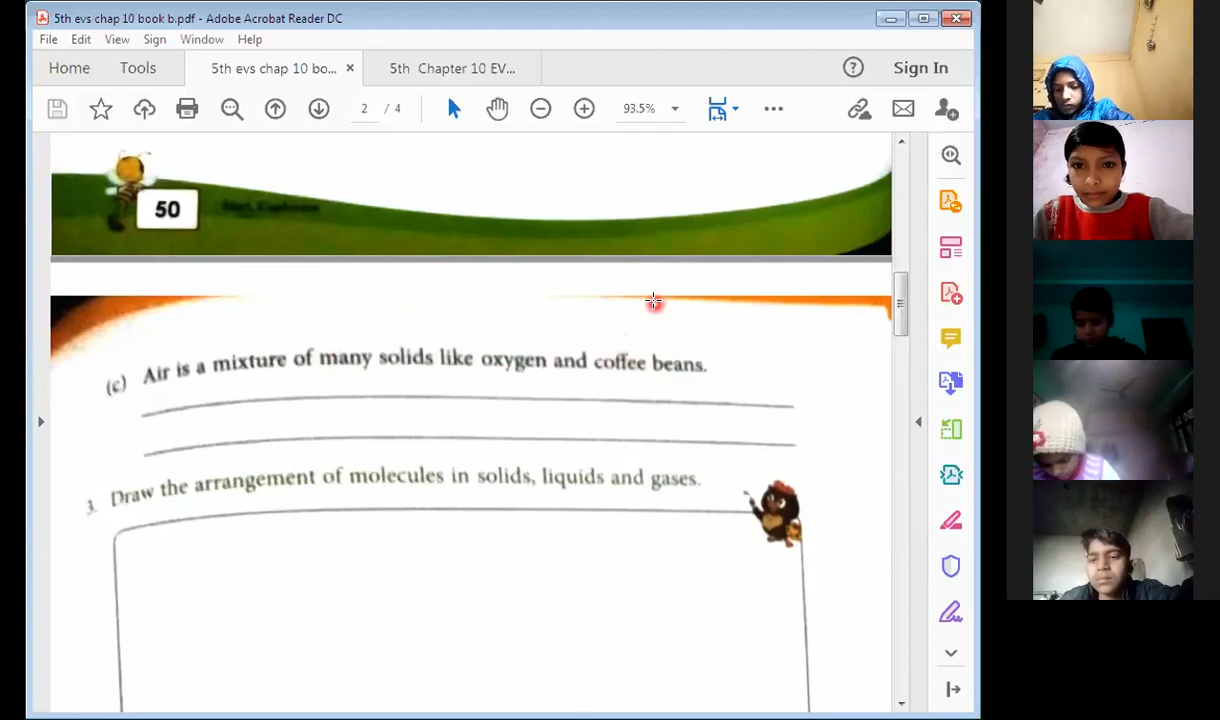 5th evs chap 10 book b.pdf - Adobe Acrobat Reader DC
File Edit View Sign Window Help
Home Tools 5th evs chap 10 bo... × 5th Chapter 10 EV... ? Sign In
2 / 4 93.5%
50
(c) Air is a mixture of many solids like oxygen and coffee beans.
3. Draw the arrangement of molecules in solids, liquids and gases.